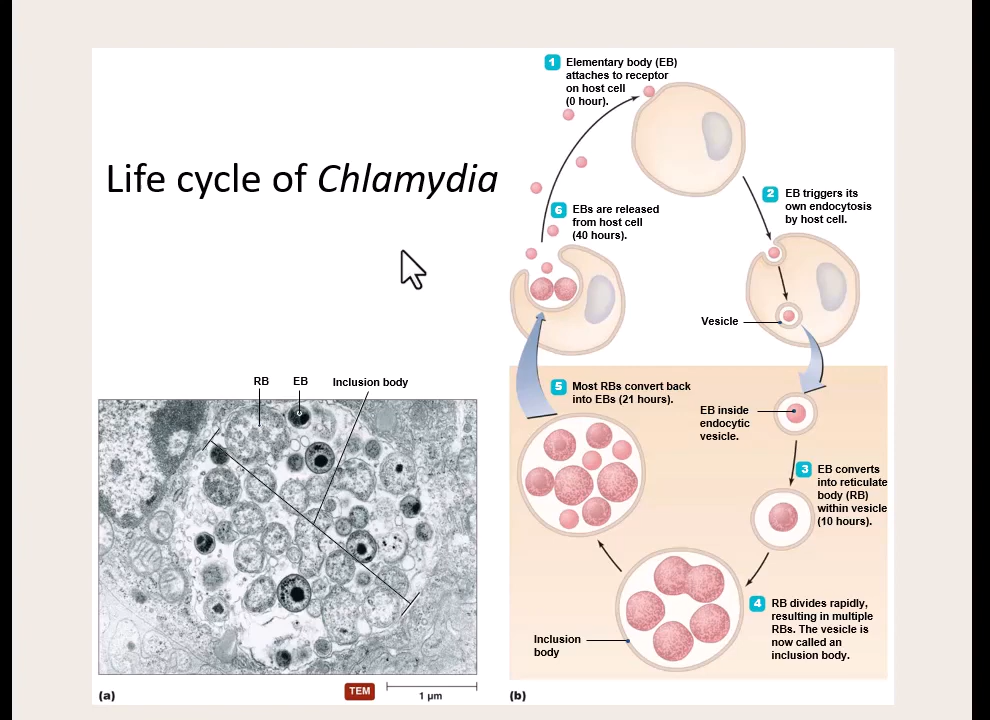 Life cycle of Chlamydia
1 Elementary body (EB)
attaches to receptor
on host cell
(0 hour).
2 EB triggers its
own endocytosis
by host cell.
6 EBs are released
from host cell
(40 hours).
Vesicle
5 Most RBs convert back
into EBs (21 hours).
EB inside
endocytic
vesicle.
3 EB converts
into reticulate
body (RB)
within vesicle
(10 hours).
4 RB divides rapidly,
resulting in multiple
RBs. The vesicle is
now called an
inclusion body.
Inclusion
body
RB EB Inclusion body
(a) TEM 1 μm
(b)